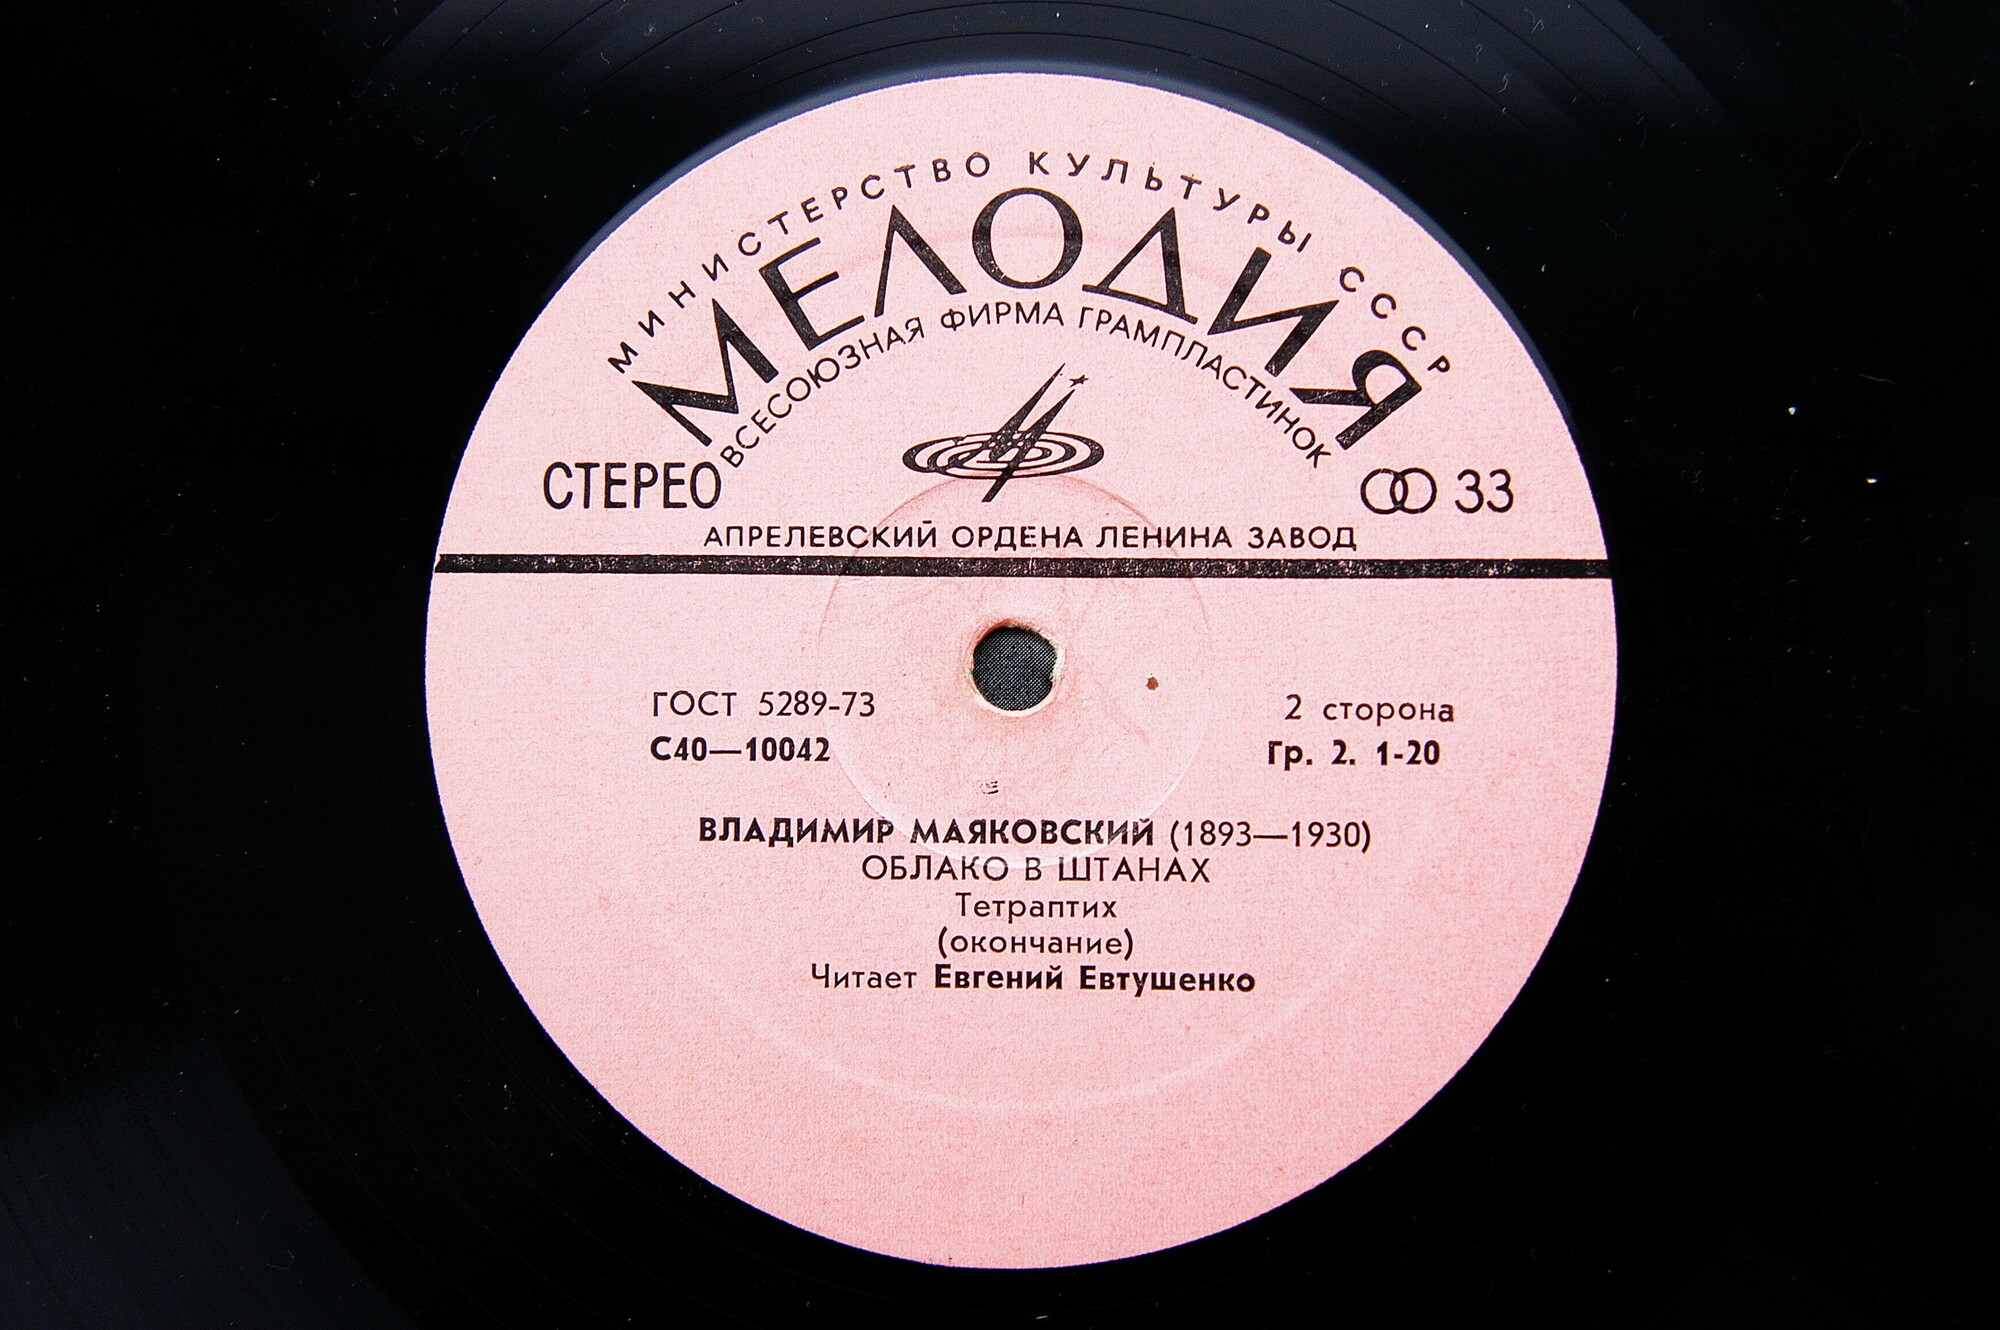 МИНИСТЕРСТВО КУЛЬТУРЫ СССР
МЕЛОДИЯ
ВСЕСОЮЗНАЯ ФИРМА ГРАМПЛАСТИНОК
СТЕРЕО 33
АПРЕЛЕВСКИЙ ОРДЕНА ЛЕНИНА ЗАВОД
ГОСТ 5289-73 2 сторона
С40—10042 Гр. 2. 1-20
ВЛАДИМИР МАЯКОВСКИЙ (1893—1930)
ОБЛАКО В ШТАНАХ
Тетраптих
(окончание)
Читает Евгений Евтушенко